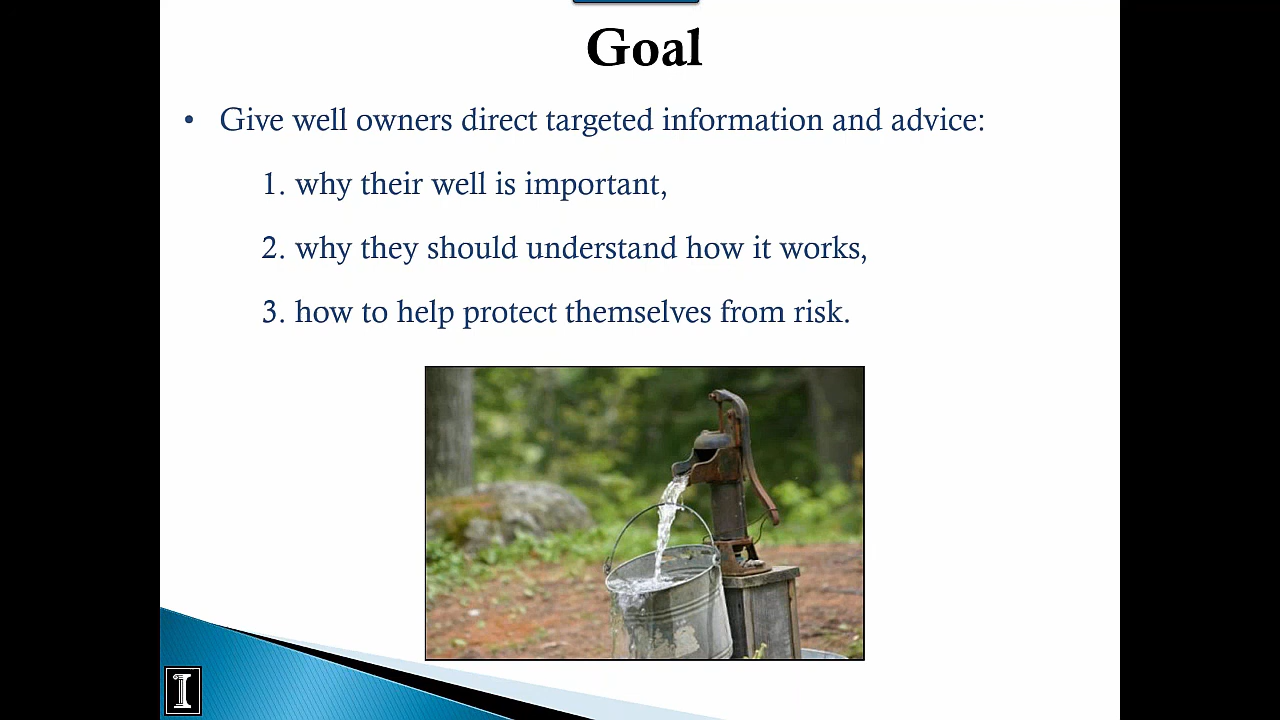 Goal
• Give well owners direct targeted information and advice:
1. why their well is important,
2. why they should understand how it works,
3. how to help protect themselves from risk.
I